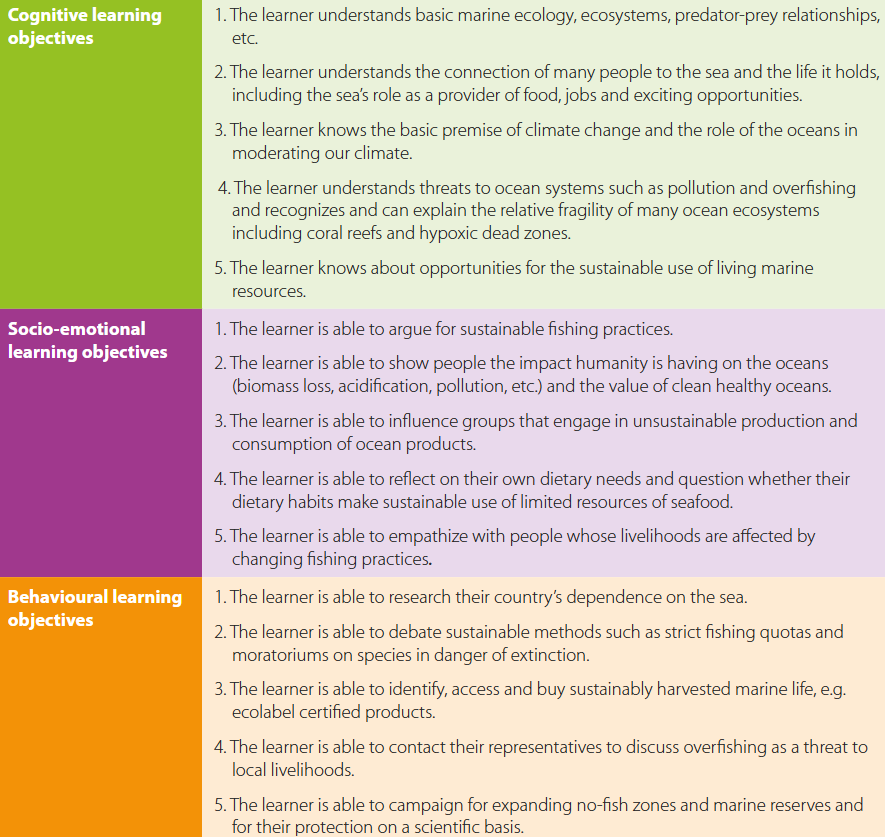 Cognitive learning
objectives
1. The learner understands basic marine ecology, ecosystems, predator-prey relationships,
etc.
2. The learner understands the connection of many people to the sea and the life it holds,
including the sea's role as a provider of food, jobs and exciting opportunities.
3. The learner knows the basic premise of climate change and the role of the oceans in
moderating our climate.
4. The learner understands threats to ocean systems such as pollution and overfishing
and recognizes and can explain the relative fragility of many ocean ecosystems
including coral reefs and hypoxic dead zones.
5. The learner knows about opportunities for the sustainable use of living marine
resources.
Socio-emotional
learning objectives
1. The learner is able to argue for sustainable fishing practices.
2. The learner is able to show people the impact humanity is having on the oceans
(biomass loss, acidification, pollution, etc.) and the value of clean healthy oceans.
3. The learner is able to influence groups that engage in unsustainable production and
consumption of ocean products.
4. The learner is able to reflect on their own dietary needs and question whether their
dietary habits make sustainable use of limited resources of seafood.
5. The learner is able to empathize with people whose livelihoods are affected by
changing fishing practices.
Behavioural learning
objectives
1. The learner is able to research their country's dependence on the sea.
2. The learner is able to debate sustainable methods such as strict fishing quotas and
moratoriums on species in danger of extinction.
3. The learner is able to identify, access and buy sustainably harvested marine life, e.g.
ecolabel certified products.
4. The learner is able to contact their representatives to discuss overfishing as a threat to
local livelihoods.
5. The learner is able to campaign for expanding no-fish zones and marine reserves and
for their protection on a scientific basis.